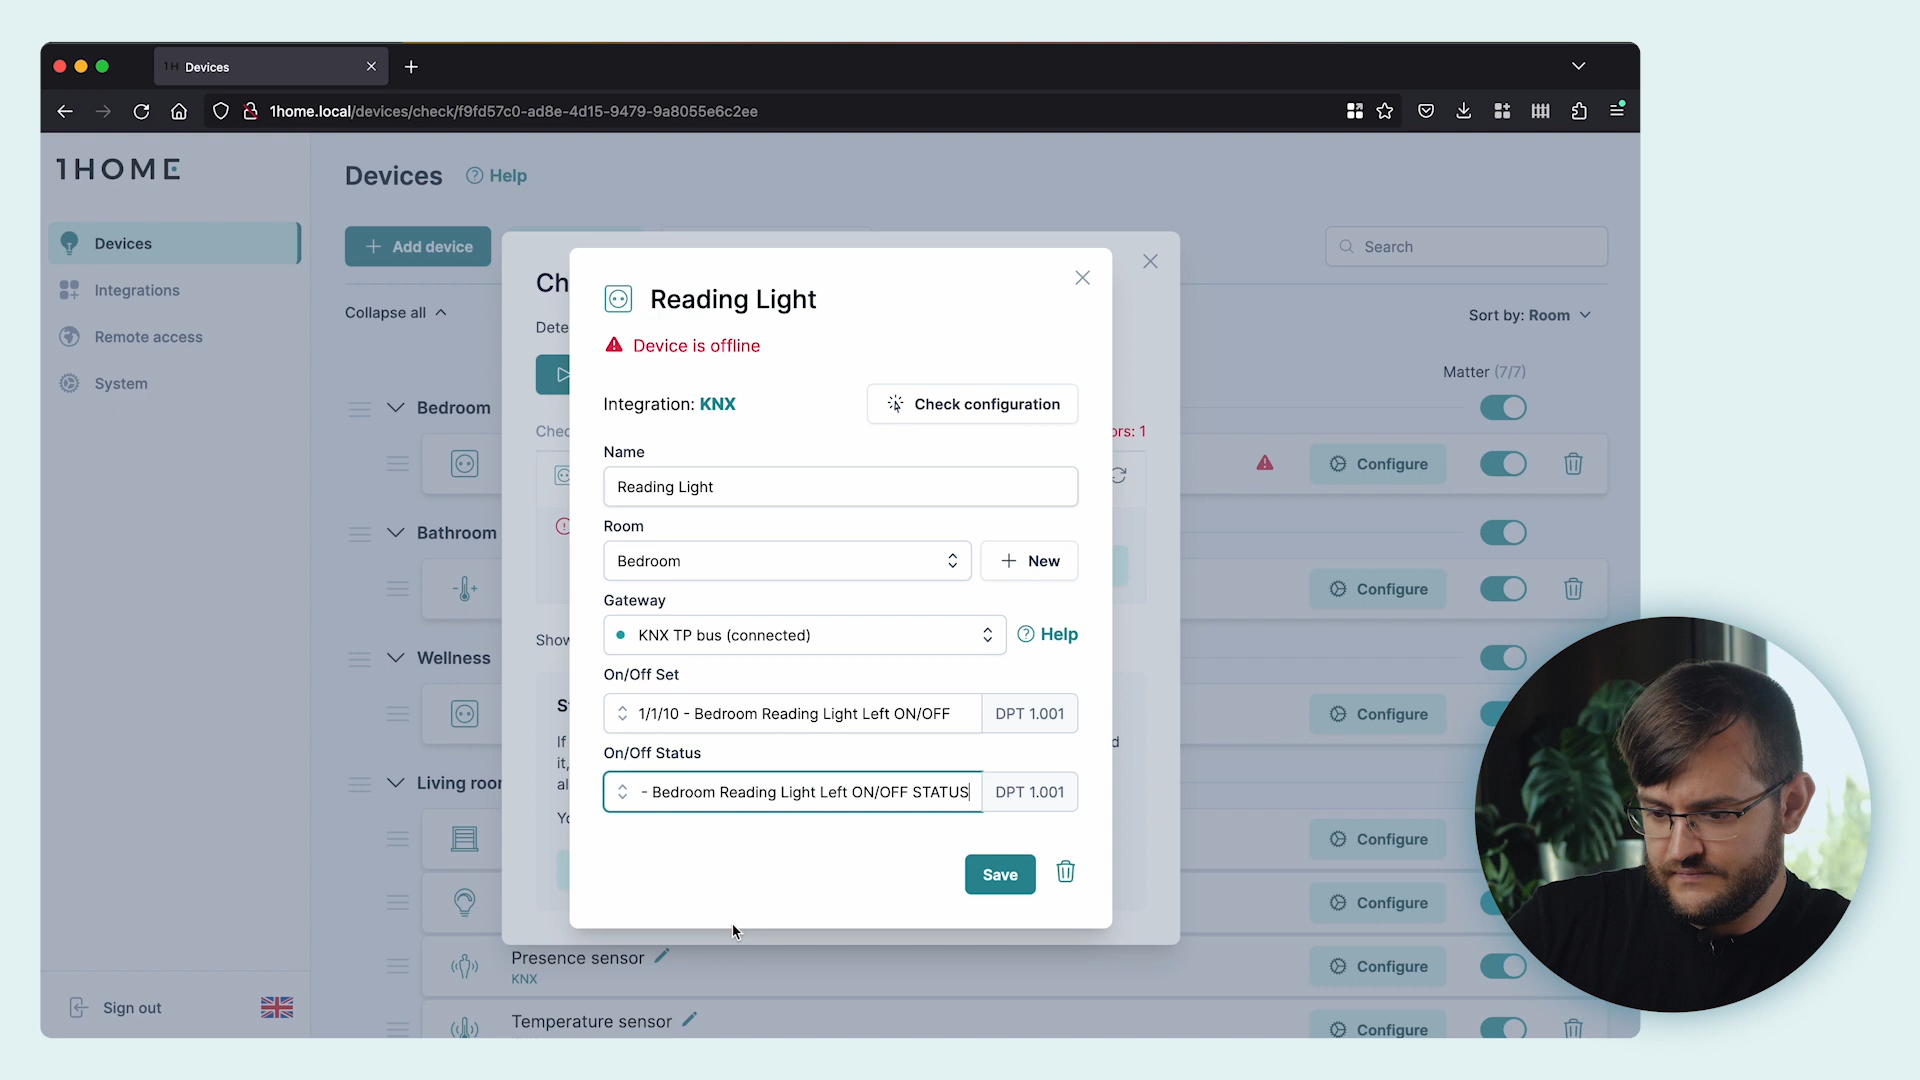 1H Devices
1home.local/devices/check/f9fd57c0-ad8e-4d15-9479-9a8055e6c2ee
1HOME
Devices
Integrations
Remote access
System
Sign out
Devices
Help
Add device
Search
Collapse all
Sort by: Room
Matter (7/7)
Bedroom
Configure
Bathroom
Configure
Wellness
Configure
Living roo
Configure
Configure
Presence sensor
KNX
Configure
Temperature sensor
Configure
Ch
Dete
Chec
ors: 1
Show
If
it,
al
d
Reading Light
Device is offline
Integration: KNX
Check configuration
Name
Reading Light
Room
Bedroom
New
Gateway
KNX TP bus (connected)
Help
On/Off Set
1/1/10 - Bedroom Reading Light Left ON/OFF
DPT 1.001
On/Off Status
- Bedroom Reading Light Left ON/OFF STATUS
DPT 1.001
Save